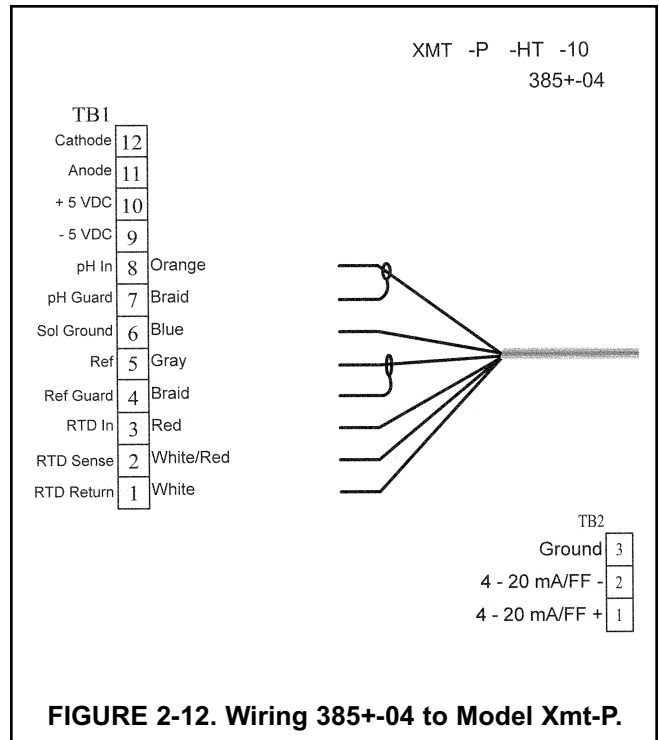 XMT -P -HT -10
385+-04
TB1
Cathode 12
Anode 11
+ 5 VDC 10
- 5 VDC 9
pH In 8 Orange
pH Guard 7 Braid
Sol Ground 6 Blue
Ref 5 Gray
Ref Guard 4 Braid
RTD In 3 Red
RTD Sense 2 White/Red
RTD Return 1 White
TB2
Ground 3
4 - 20 mA/FF - 2
4 - 20 mA/FF + 1
FIGURE 2-12. Wiring 385+-04 to Model Xmt-P.